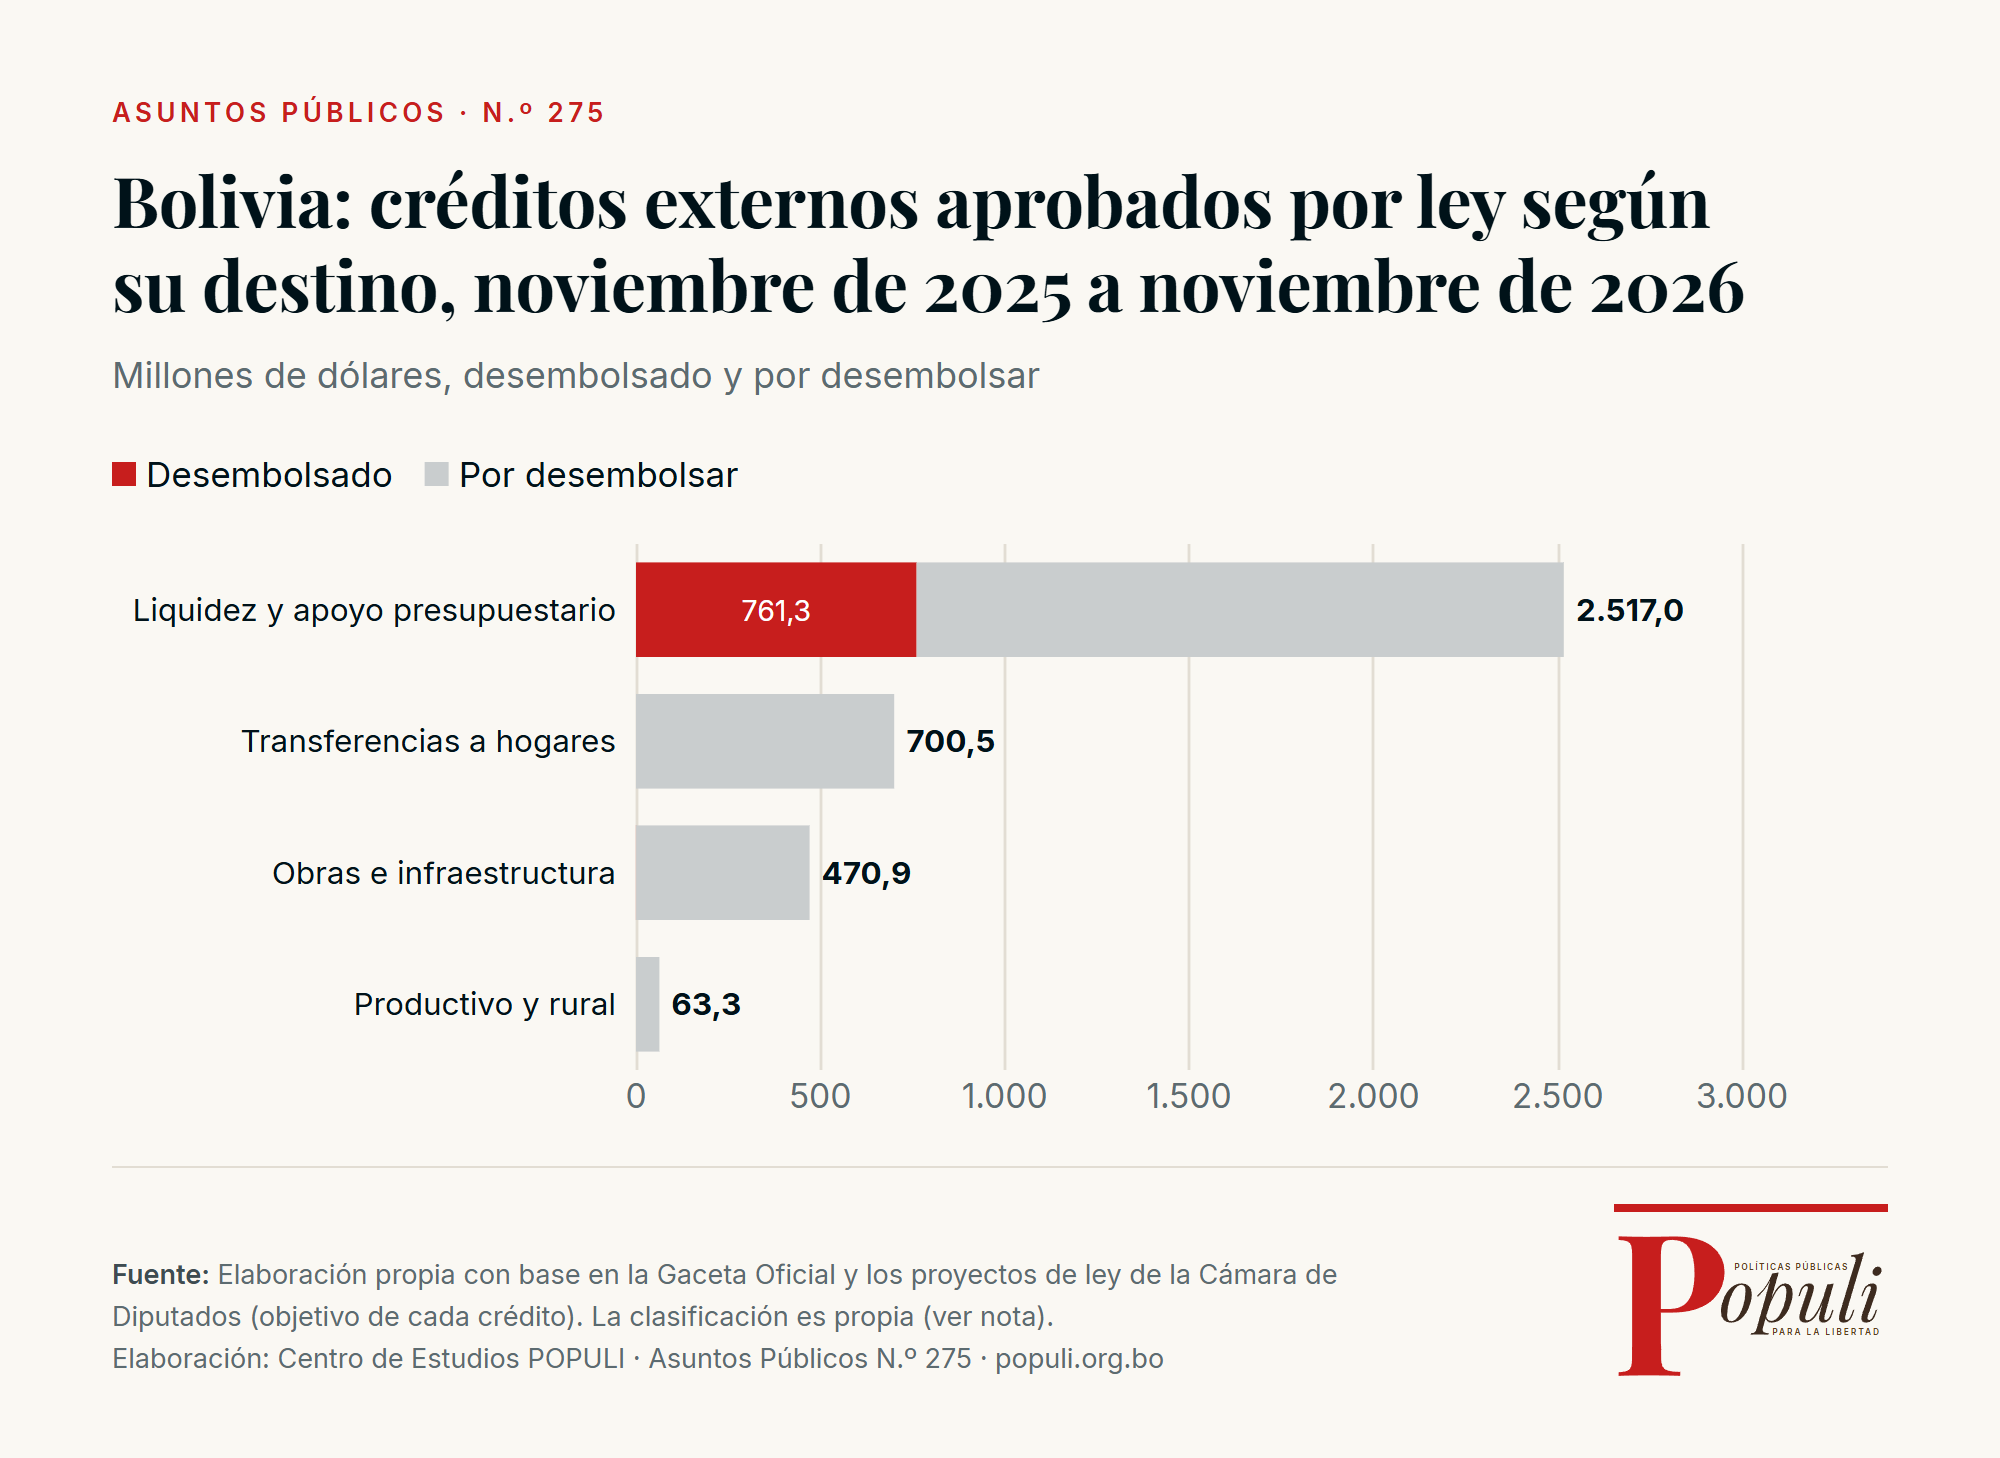 ASUNTOS PÚBLICOS · N.º 275
Bolivia: créditos externos aprobados por ley según
su destino, noviembre de 2025 a noviembre de 2026
Millones de dólares, desembolsado y por desembolsar
Desembolsado Por desembolsar
Liquidez y apoyo presupuestario 761,3 2.517,0
Transferencias a hogares 700,5
Obras e infraestructura 470,9
Productivo y rural 63,3
0 500 1.000 1.500 2.000 2.500 3.000
Fuente: Elaboración propia con base en la Gaceta Oficial y los proyectos de ley de la Cámara de
Diputados (objetivo de cada crédito). La clasificación es propia (ver nota).
Elaboración: Centro de Estudios POPULI · Asuntos Públicos N.º 275 · populi.org.bo
POLÍTICAS PÚBLICAS
Populi
PARA LA LIBERTAD